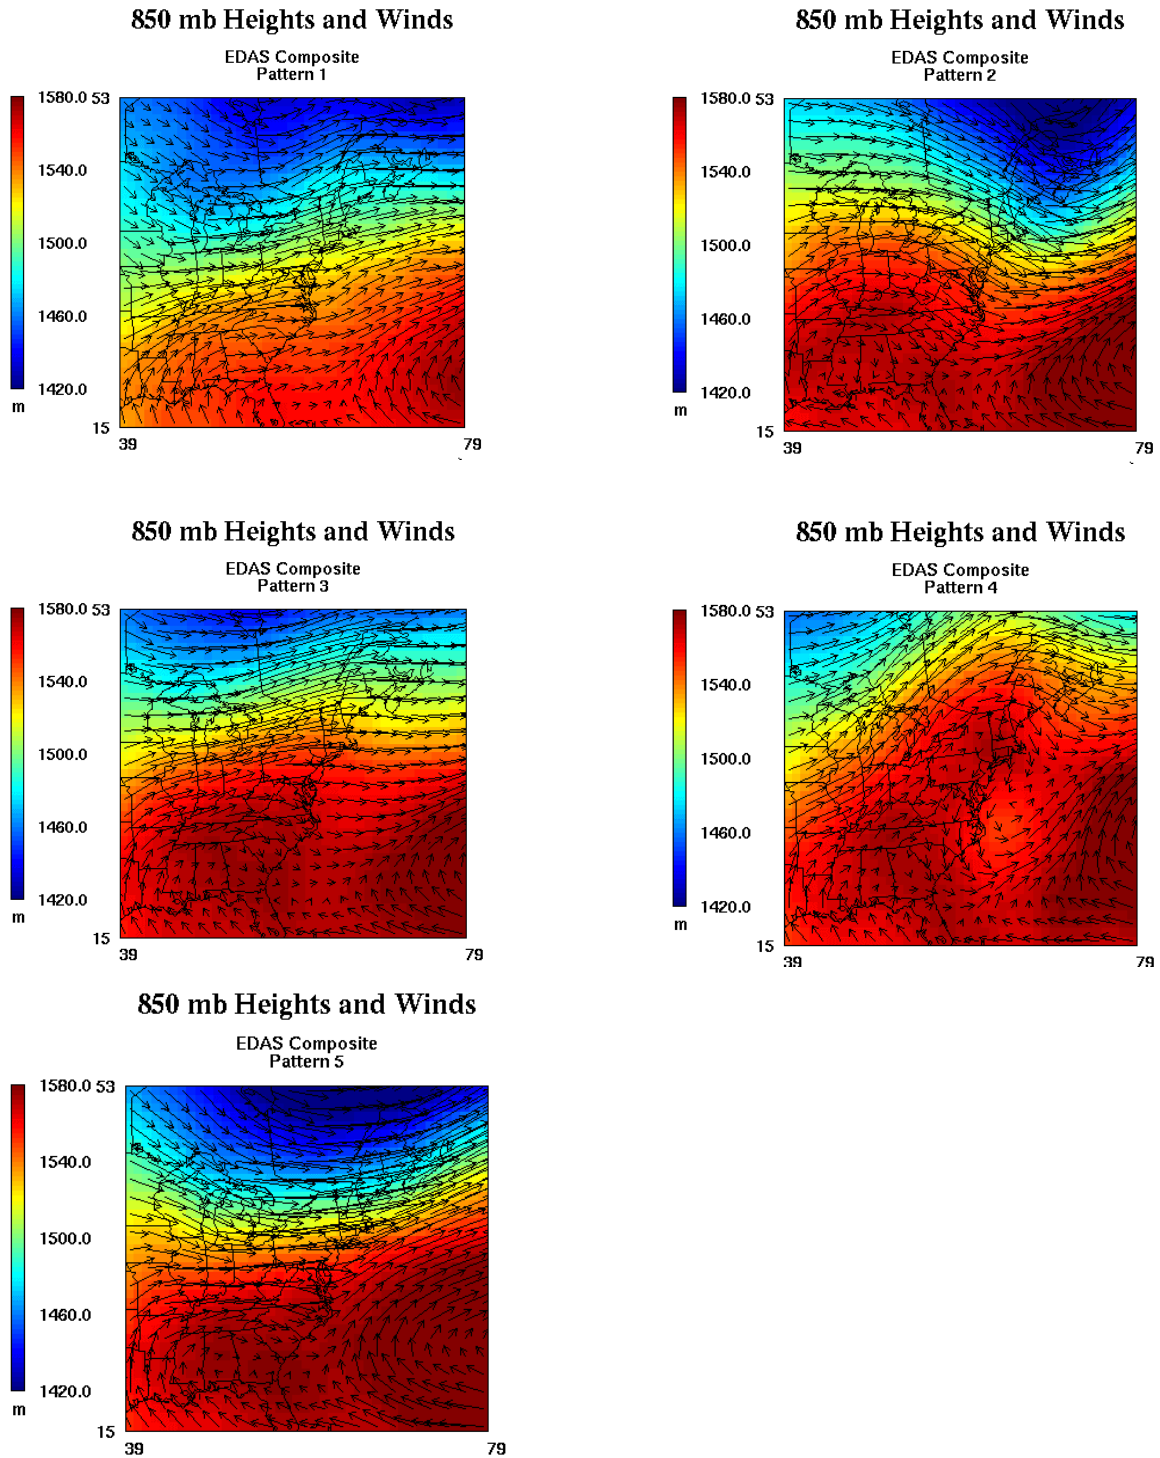 850 mb Heights and Winds
EDAS Composite
Pattern 1
1580.0
1540.0
1500.0
1460.0
1420.0
m
53
15
39
79
850 mb Heights and Winds
EDAS Composite
Pattern 2
1580.0
1540.0
1500.0
1460.0
1420.0
m
53
15
39
79
850 mb Heights and Winds
EDAS Composite
Pattern 3
1580.0
1540.0
1500.0
1460.0
1420.0
m
53
15
39
79
850 mb Heights and Winds
EDAS Composite
Pattern 4
1580.0
1540.0
1500.0
1460.0
1420.0
m
53
15
39
79
850 mb Heights and Winds
EDAS Composite
Pattern 5
1580.0
1540.0
1500.0
1460.0
1420.0
m
53
15
39
79